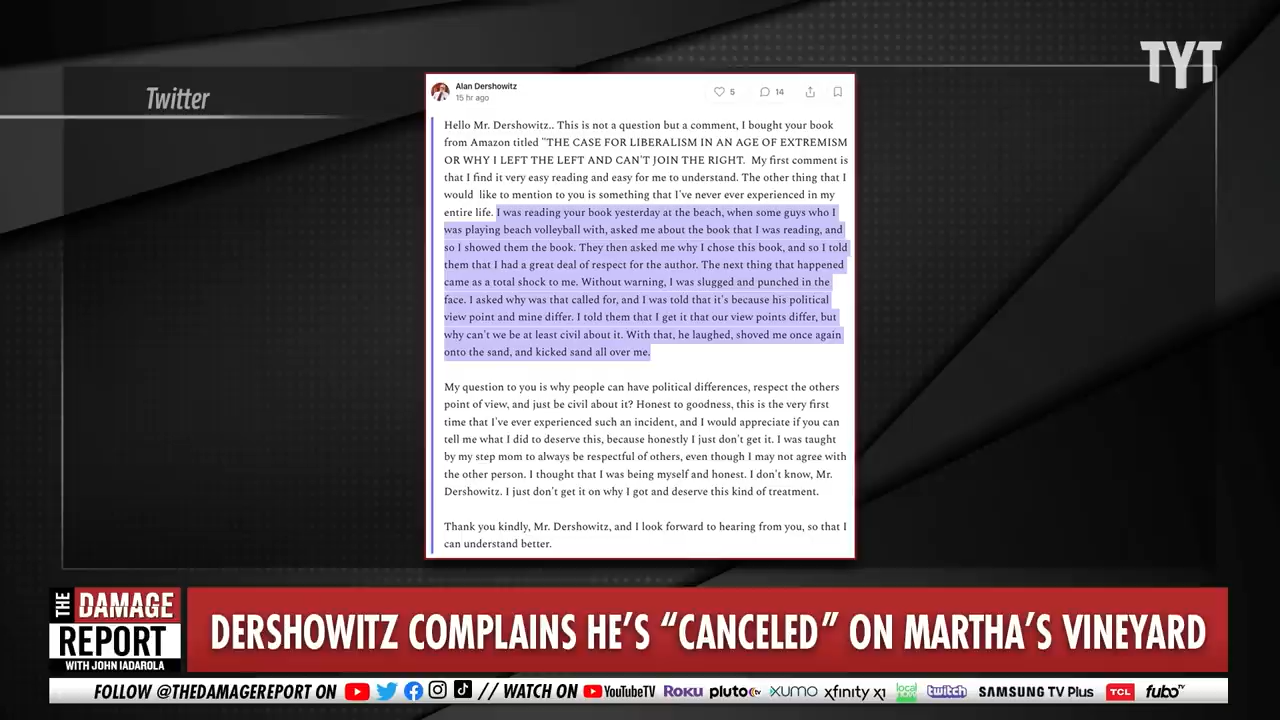 TYT
Twitter
Alan Dershowitz
15 hr ago
5
14
Hello Mr. Dershowitz.. This is not a question but a comment, I bought your book
from Amazon titled "THE CASE FOR LIBERALISM IN AN AGE OF EXTREMISM
OR WHY I LEFT THE LEFT AND CAN'T JOIN THE RIGHT. My first comment is
that I find it very easy reading and easy for me to understand. The other thing that I
would like to mention to you is something that I've never ever experienced in my
entire life. I was reading your book yesterday at the beach, when some guys who I
was playing beach volleyball with, asked me about the book that I was reading, and
so I showed them the book. They then asked me why I chose this book, and so I told
them that I had a great deal of respect for the author. The next thing that happened
came as a total shock to me. Without warning, I was slugged and punched in the
face. I asked why was that called for, and I was told that it's because his political
view point and mine differ. I told them that I get it that our view points differ, but
why can't we be at least civil about it. With that, he laughed, shoved me once again
onto the sand, and kicked sand all over me.
My question to you is why people can have political differences, respect the others
point of view, and just be civil about it? Honest to goodness, this is the very first
time that I've ever experienced such an incident, and I would appreciate if you can
tell me what I did to deserve this, because honestly I just don't get it. I was taught
by my step mom to always be respectful of others, even though I may not agree with
the other person. I thought that I was being myself and honest. I don't know, Mr.
Dershowitz. I just don't get it on why I got and deserve this kind of treatment.
Thank you kindly, Mr. Dershowitz, and I look forward to hearing from you, so that I
can understand better.
THE DAMAGE
REPORT
WITH JOHN IADAROLA
DERSHOWITZ COMPLAINS HE'S "CANCELED" ON MARTHA'S VINEYARD
FOLLOW @THEDAMAGEREPORT ON // WATCH ON YouTubeTV Roku pluto tv XUMO xfinity X1 local now twitch SAMSUNG TV Plus TCL fubo TV